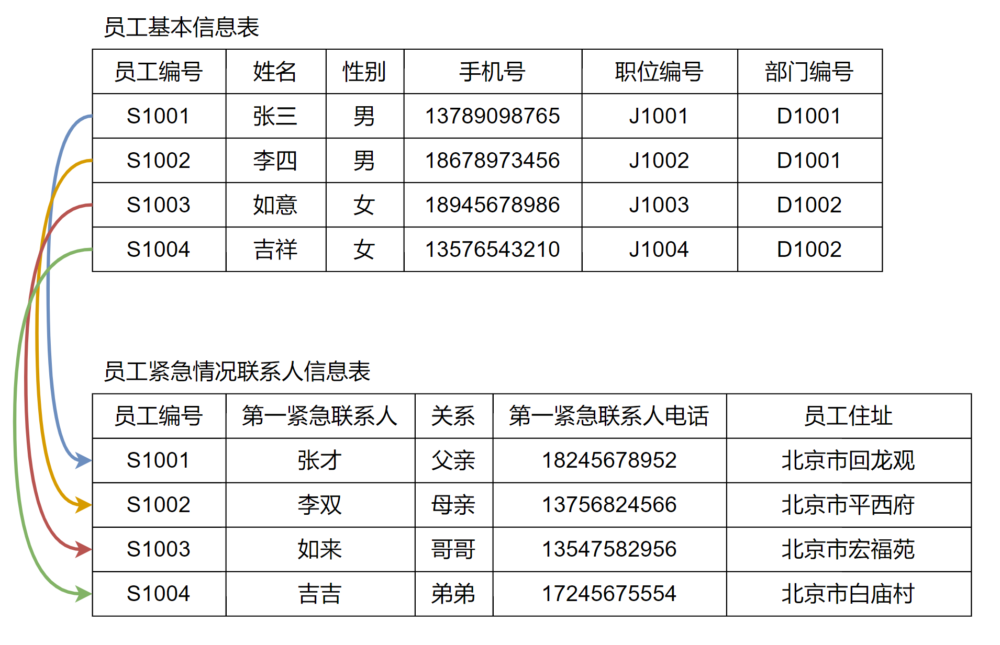 员工基本信息表
员工编号 姓名 性别 手机号 职位编号 部门编号
S1001 张三 男 13789098765 J1001 D1001
S1002 李四 男 18678973456 J1002 D1001
S1003 如意 女 18945678986 J1003 D1002
S1004 吉祥 女 13576543210 J1004 D1002
员工紧急情况联系人信息表
员工编号 第一紧急联系人 关系 第一紧急联系人电话 员工住址
S1001 张才 父亲 18245678952 北京市回龙观
S1002 李双 母亲 13756824566 北京市平西府
S1003 如来 哥哥 13547582956 北京市宏福苑
S1004 吉吉 弟弟 17245675554 北京市白庙村